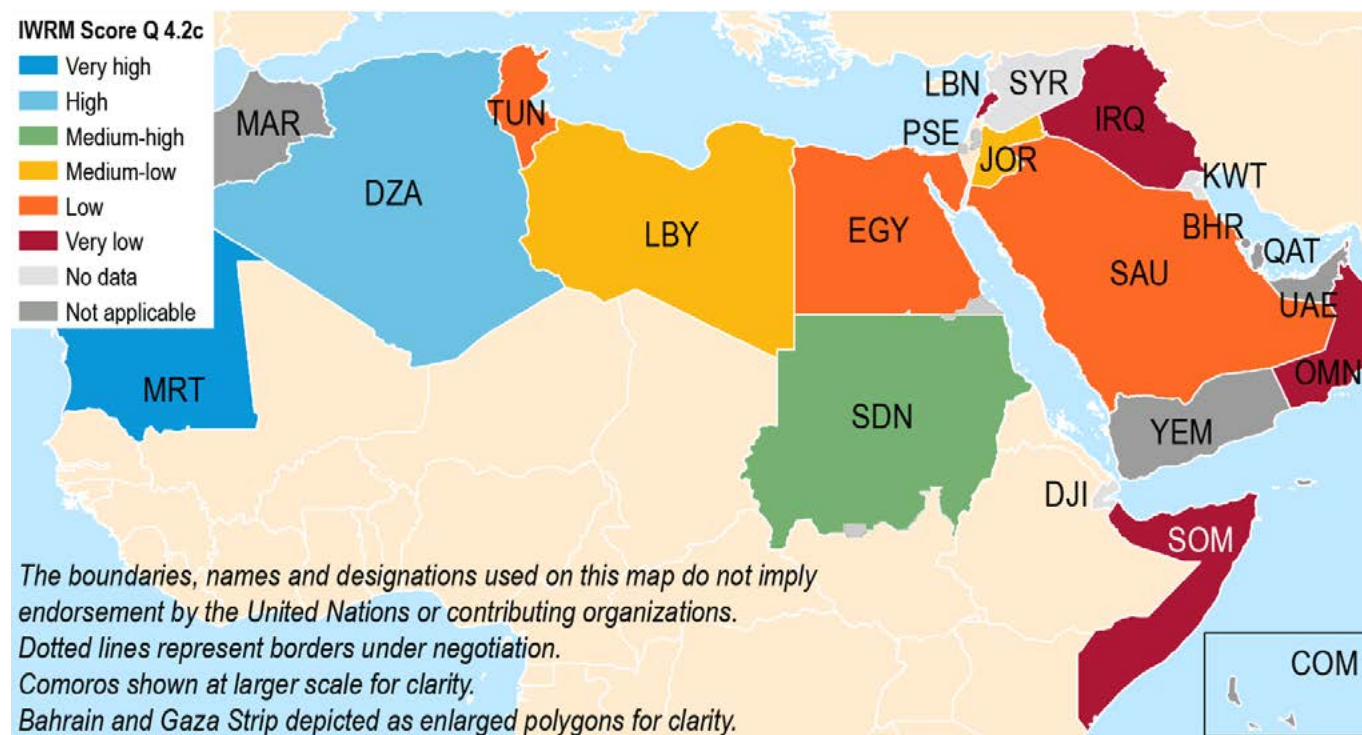 IWRM Score Q 4.2c
Very high
High
Medium-high
Medium-low
Low
Very low
No data
Not applicable
MAR
DZA
TUN
LBY
EGY
LBN
SYR
PSE
JOR
IRQ
KWT
BHR
QAT
SAU
UAE
OMN
MRT
SDN
YEM
DJI
SOM
COM
The boundaries, names and designations used on this map do not imply
endorsement by the United Nations or contributing organizations.
Dotted lines represent borders under negotiation.
Comoros shown at larger scale for clarity.
Bahrain and Gaza Strip depicted as enlarged polygons for clarity.